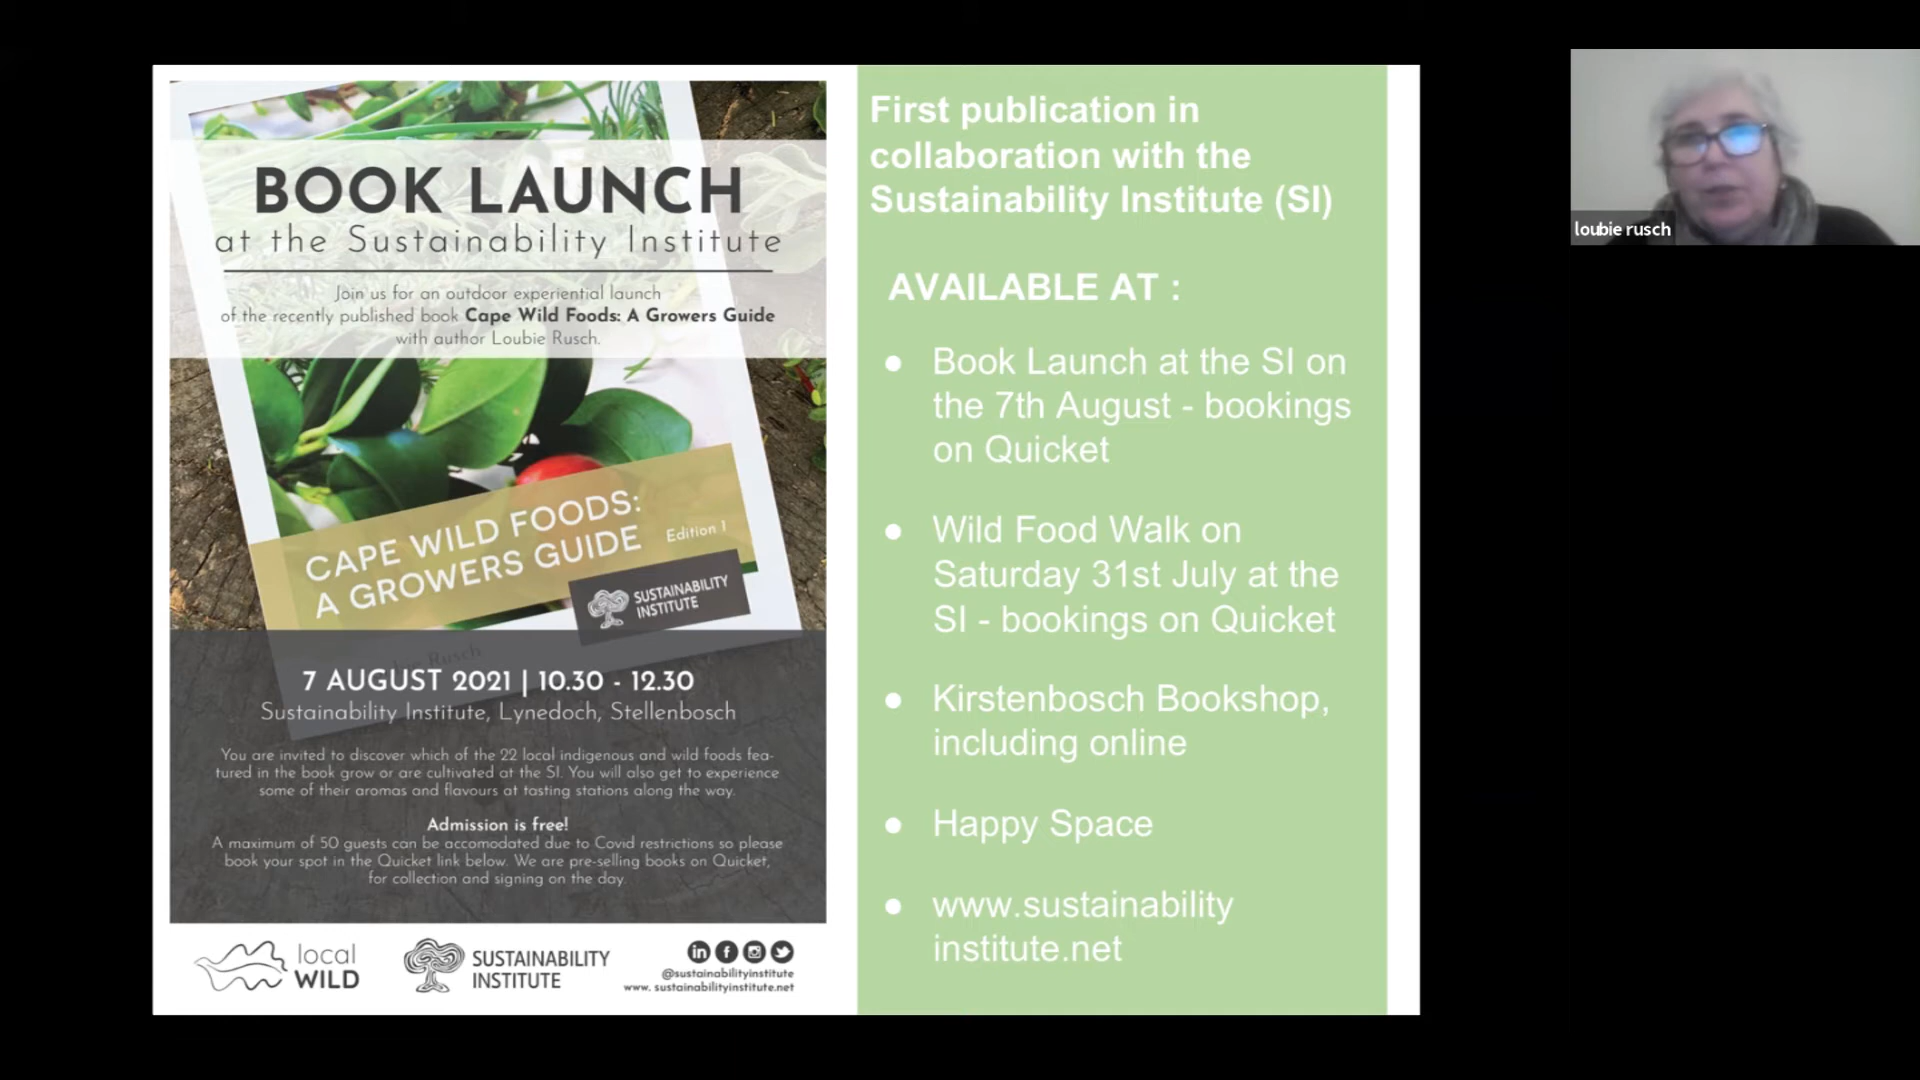 BOOK LAUNCH
at the Sustainability Institute
Join us for an outdoor experiential launch
of the recently published book Cape Wild Foods: A Growers Guide
with author Loubie Rusch.
CAPE WILD FOODS:
A GROWERS GUIDE
Edition 1
SUSTAINABILITY
INSTITUTE
Rusch
7 AUGUST 2021 | 10.30 - 12.30
Sustainability Institute, Lynedoch, Stellenbosch
You are invited to discover which of the 22 local indigenous and wild foods fea-
tured in the book grow or are cultivated at the SI. You will also get to experience
some of their aromas and flavours at tasting stations along the way.
Admission is free!
A maximum of 50 guests can be accomodated due to Covid restrictions so please
book your spot in the Quicket link below. We are pre-selling books on Quicket,
for collection and signing on the day.
local
WILD
SUSTAINABILITY
INSTITUTE
@sustainabilityinstitute
www. sustainabilityinstitute.net
First publication in
collaboration with the
Sustainability Institute (SI)
AVAILABLE AT :
● Book Launch at the SI on
the 7th August - bookings
on Quicket
● Wild Food Walk on
Saturday 31st July at the
SI - bookings on Quicket
● Kirstenbosch Bookshop,
including online
● Happy Space
● www.sustainability
institute.net
loubie rusch